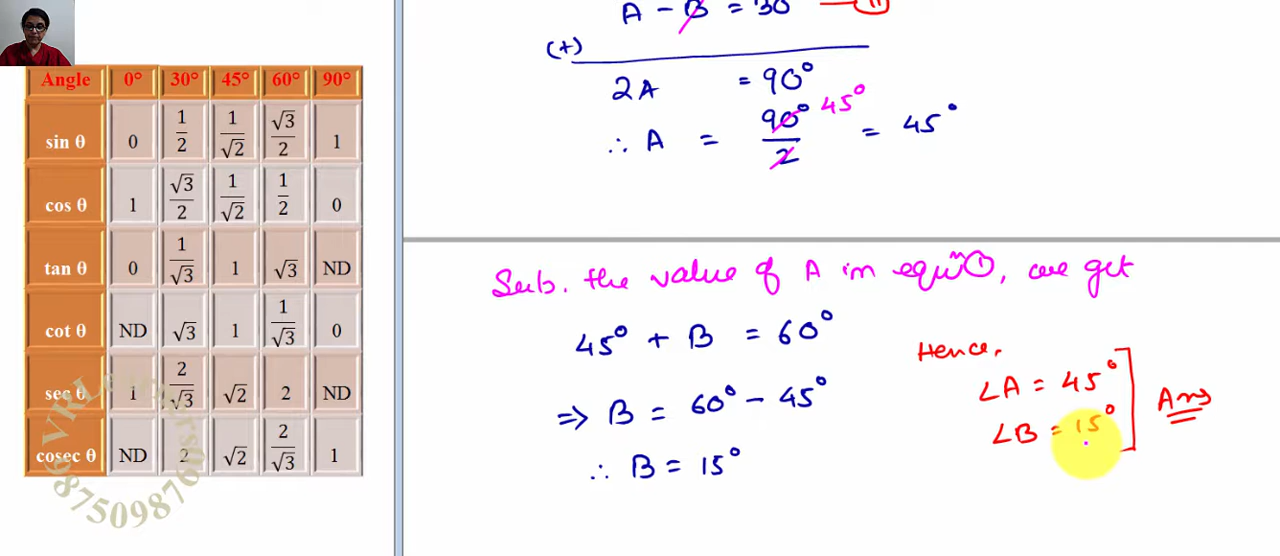 A - B = 30 — (11)
(+)
2A = 90°
∴ A = 90°/2 45° = 45°
Sub. the value of A in equⁿ ①, we get
45° + B = 60°
⇒ B = 60° - 45°
∴ B = 15°
Hence,
∠A = 45°
∠B = 15°
Ans
Angle 0° 30° 45° 60° 90°
sin θ 0 1/2 1/√2 √3/2 1
cos θ 1 √3/2 1/√2 1/2 0
tan θ 0 1/√3 1 √3 ND
cot θ ND √3 1 1/√3 0
sec θ 1 2/√3 √2 2 ND
cosec θ ND 2 √2 2/√3 1